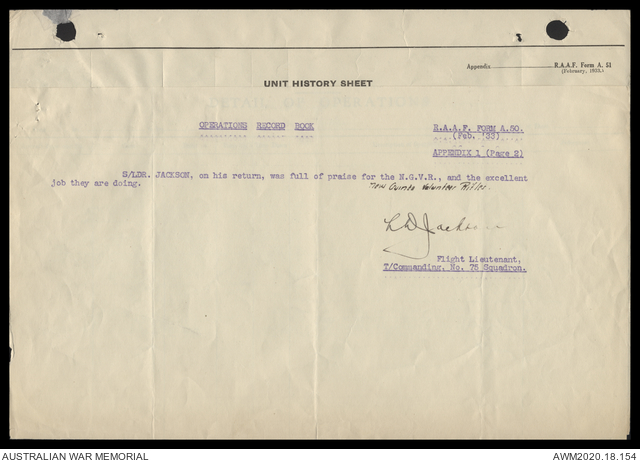 Appendix
R.A.A.F. Form A. 51
(February, 1933.)
UNIT HISTORY SHEET
OPERATIONS RECORD BOOK
R.A.A.F. FORM A.50.
(Feb. '33)
APPENDIX 1 (Page 2)
S/LDR. JACKSON, on his return, was full of praise for the N.G.V.R., and the excellent
job they are doing.
New Guinea Volunteer Rifles
L D Jackson
Flight Lieutenant,
T/Commanding, No. 75 Squadron.
AUSTRALIAN WAR MEMORIAL
AWM2020.18.154